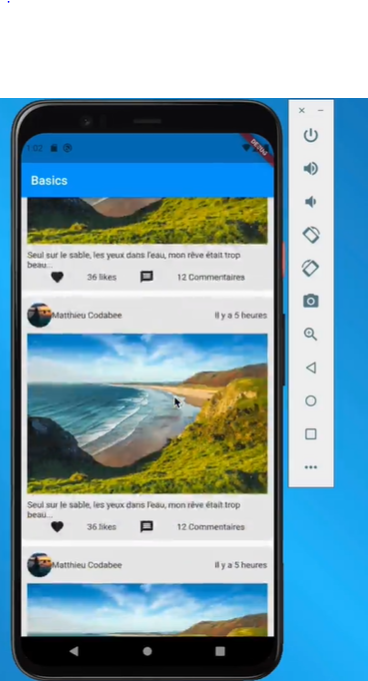 1:02
DEBUG
Basics
Seul sur le sable, les yeux dans l'eau, mon rêve était trop
beau...
36 likes 12 Commentaires
Matthieu Codabee Il y a 5 heures
Seul sur le sable, les yeux dans l'eau, mon rêve était trop
beau...
36 likes 12 Commentaires
Matthieu Codabee Il y a 5 heures